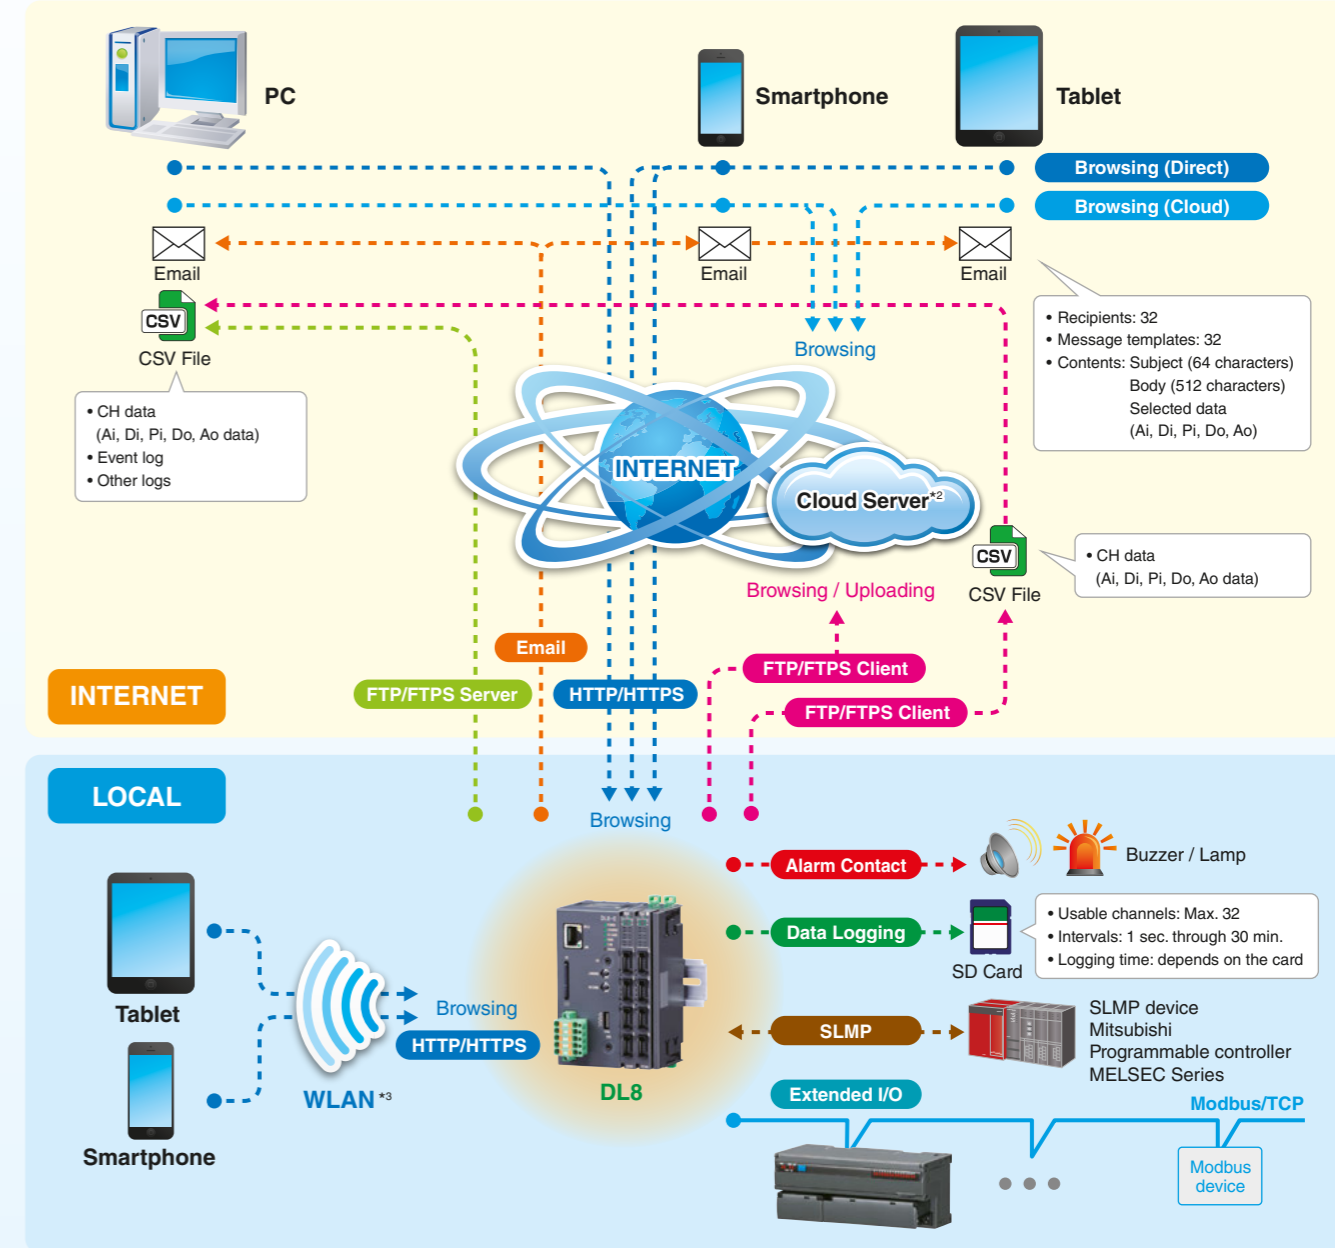 PC
Smartphone
Tablet
Browsing (Direct)
Browsing (Cloud)
Email
Email
Email
CSV
CSV File
• CH data
(Ai, Di, Pi, Do, Ao data)
• Event log
• Other logs
Browsing
• Recipients: 32
• Message templates: 32
• Contents: Subject (64 characters)
Body (512 characters)
Selected data
(Ai, Di, Pi, Do, Ao)
INTERNET
Cloud Server*2
CSV
CSV File
• CH data
(Ai, Di, Pi, Do, Ao data)
Browsing / Uploading
Email
FTP/FTPS Client
INTERNET
FTP/FTPS Server
HTTP/HTTPS
FTP/FTPS Client
LOCAL
Browsing
Alarm Contact
Buzzer / Lamp
Data Logging
SD Card
• Usable channels: Max. 32
• Intervals: 1 sec. through 30 min.
• Logging time: depends on the card
Tablet
Smartphone
WLAN *3
Browsing
HTTP/HTTPS
DL8
SLMP
SLMP device
Mitsubishi
Programmable controller
MELSEC Series
Extended I/O
Modbus/TCP
Modbus
device